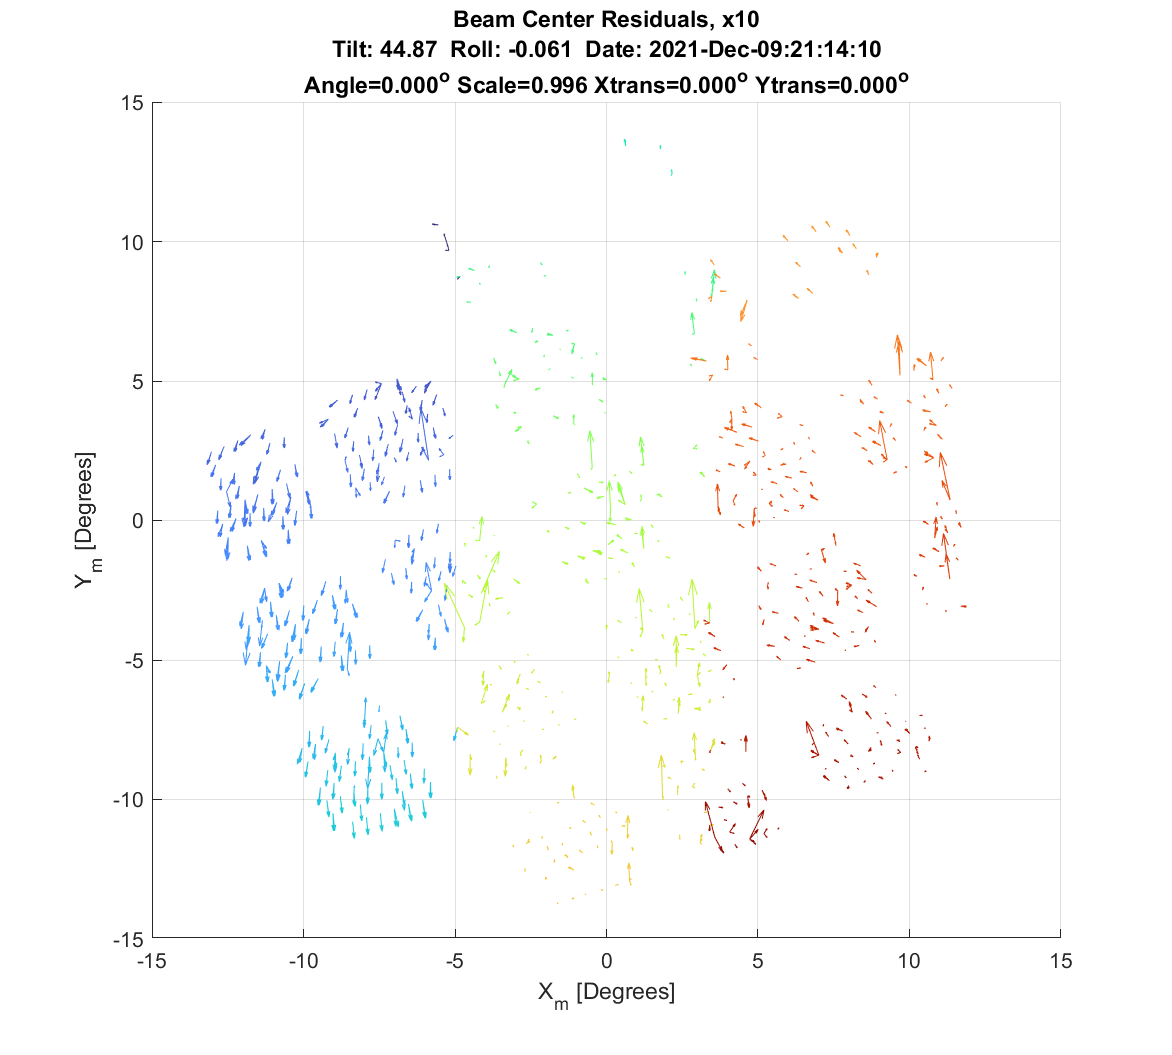 Beam Center Residuals, x10
Tilt: 44.87 Roll: -0.061 Date: 2021-Dec-09:21:14:10
Angle=0.000° Scale=0.996 Xtrans=0.000° Ytrans=0.000°
15
10
5
0
-5
-10
-15
Y_m [Degrees]
-15 -10 -5 0 5 10 15
X_m [Degrees]